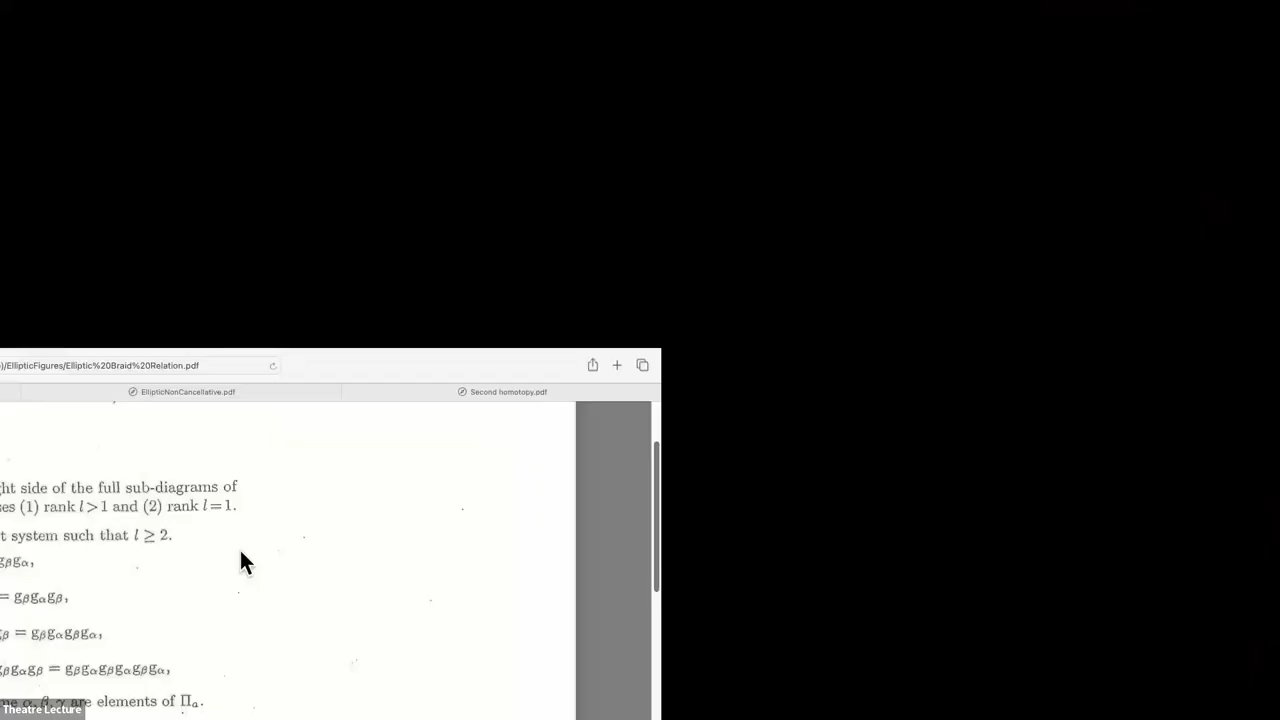 )/EllipticFigures/Elliptic%20Braid%20Relation.pdf
EllipticNonCancellative.pdf Second homotopy.pdf
ght side of the full sub-diagrams of
es (1) rank l>1 and (2) rank l=1.
t system such that l ≥ 2.
gβgα,
= gβgαgβ,
gβ = gβgαgβgα,
gβgαgβ = gβgαgβgαgβgα,
ne α, β, γ are elements of Πa.
Theatre Lecture